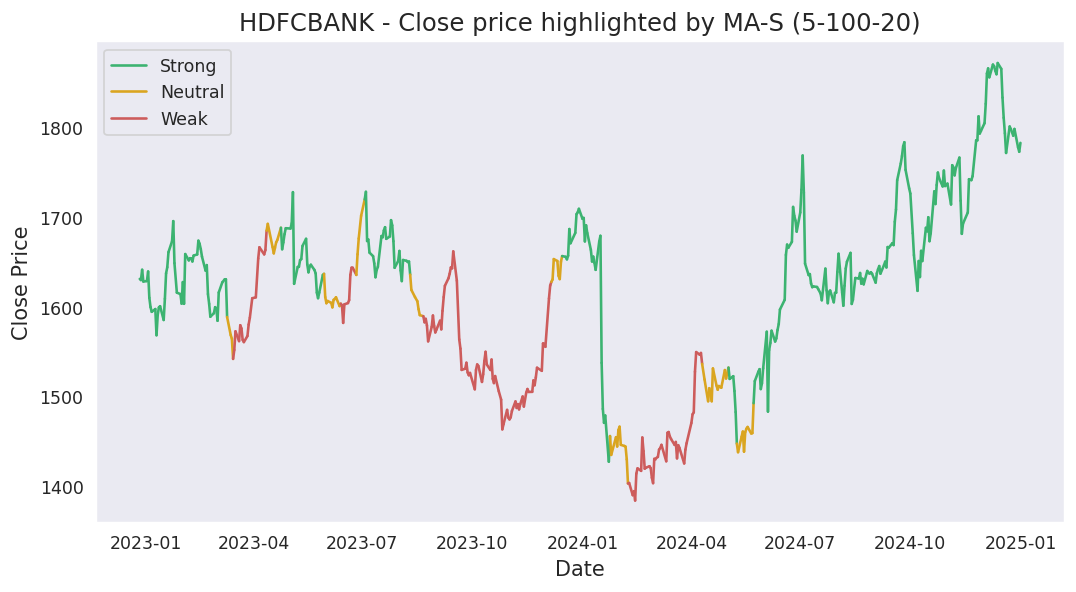 HDFCBANK - Close price highlighted by MA-S (5-100-20)
Strong
Neutral
Weak
Close Price
1800
1700
1600
1500
1400
2023-01 2023-04 2023-07 2023-10 2024-01 2024-04 2024-07 2024-10 2025-01
Date